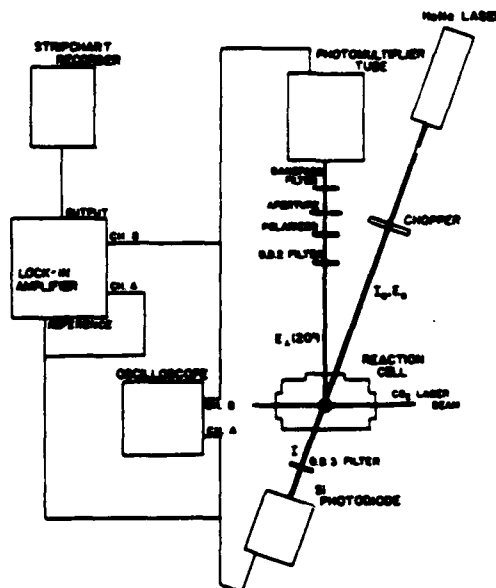 HeNe LASER
STRIPCHART
RECORDER
PHOTOMULTIPLIER
TUBE
BANDPASS
FILTER
APERTURE
POLARIZER
O.D.2 FILTER
CHOPPER
OUTPUT
CH. B
LOCK-IN
AMPLIFIER
CH. A
REFERENCE
I₀,E₀
E⊥(20°)
REACTION
CELL
OSCILLOSCOPE
CH. B
CH. A
CO₂ LASER
BEAM
I
O.D.3 FILTER
Si
PHOTODIODE